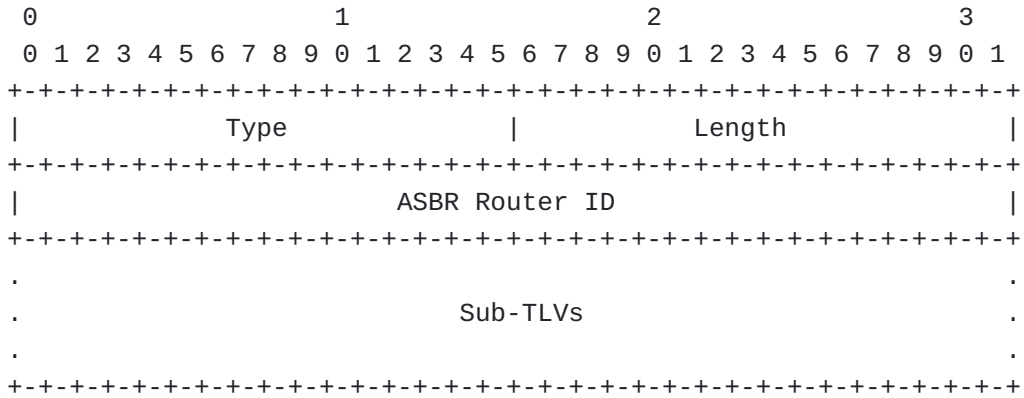 0                   1                   2                   3
 0 1 2 3 4 5 6 7 8 9 0 1 2 3 4 5 6 7 8 9 0 1 2 3 4 5 6 7 8 9 0 1
+-+-+-+-+-+-+-+-+-+-+-+-+-+-+-+-+-+-+-+-+-+-+-+-+-+-+-+-+-+-+-+-+
|             Type              |           Length              |
+-+-+-+-+-+-+-+-+-+-+-+-+-+-+-+-+-+-+-+-+-+-+-+-+-+-+-+-+-+-+-+-+
|                        ASBR Router ID                         |
+-+-+-+-+-+-+-+-+-+-+-+-+-+-+-+-+-+-+-+-+-+-+-+-+-+-+-+-+-+-+-+-+
.                                                               .
.                            Sub-TLVs                           .
.                                                               .
+-+-+-+-+-+-+-+-+-+-+-+-+-+-+-+-+-+-+-+-+-+-+-+-+-+-+-+-+-+-+-+-+